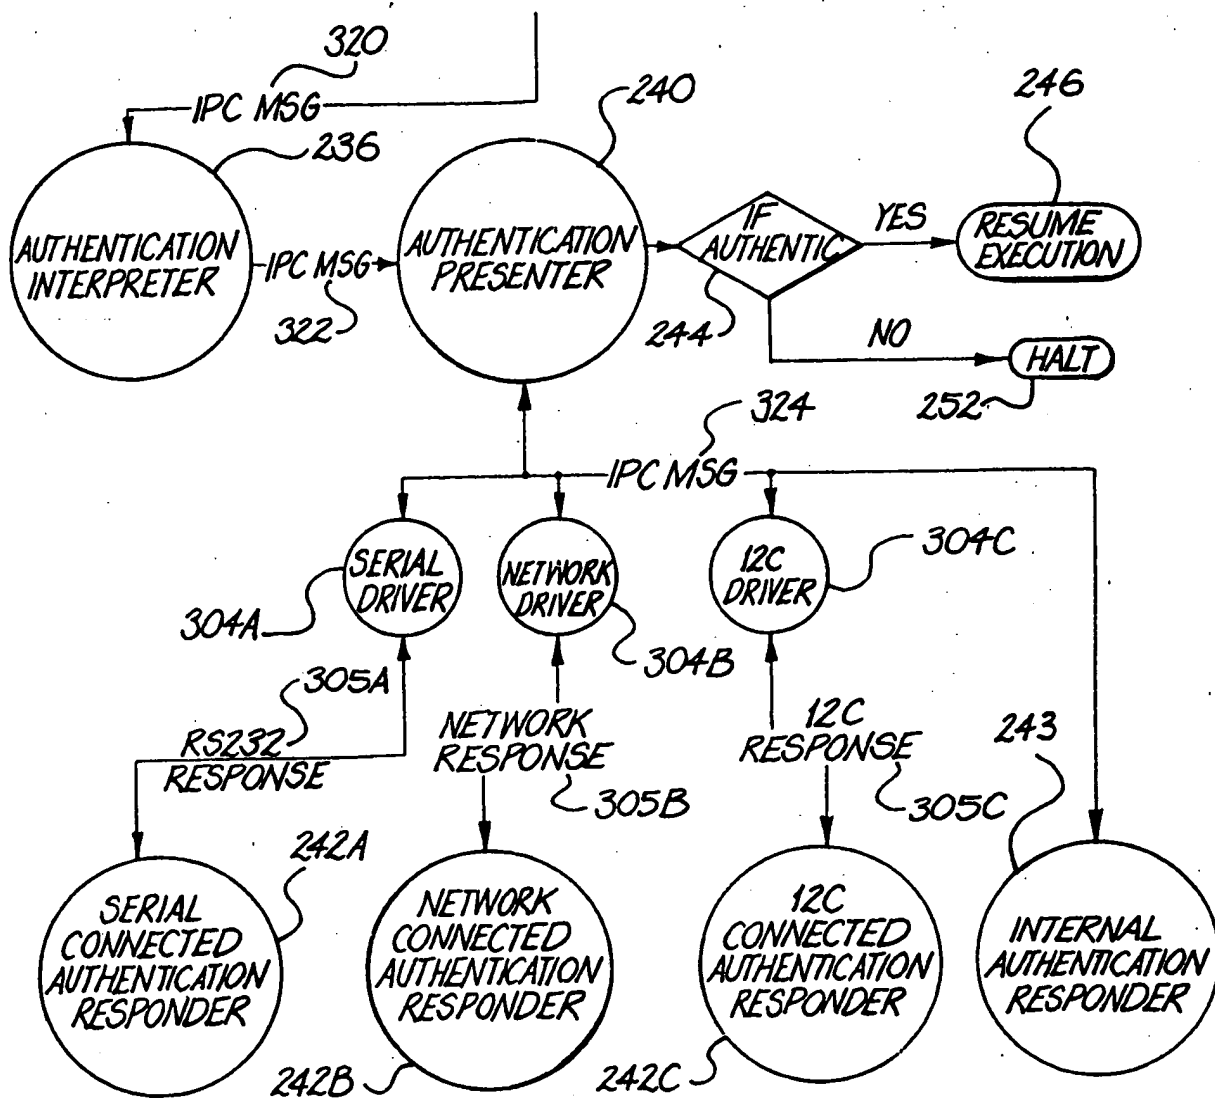 320
IPC MSG
236
240
246
AUTHENTICATION
INTERPRETER
IPC MSG
322
AUTHENTICATION
PRESENTER
IF
AUTHENTIC
244
YES
RESUME
EXECUTION
NO
HALT
252
324
IPC MSG
SERIAL
DRIVER
304A
NETWORK
DRIVER
304B
12C
DRIVER
304C
305A
RS232
RESPONSE
NETWORK
RESPONSE
305B
12C
RESPONSE
305C
243
242A
SERIAL
CONNECTED
AUTHENTICATION
RESPONDER
NETWORK
CONNECTED
AUTHENTICATION
RESPONDER
242B
12C
CONNECTED
AUTHENTICATION
RESPONDER
242C
INTERNAL
AUTHENTICATION
RESPONDER